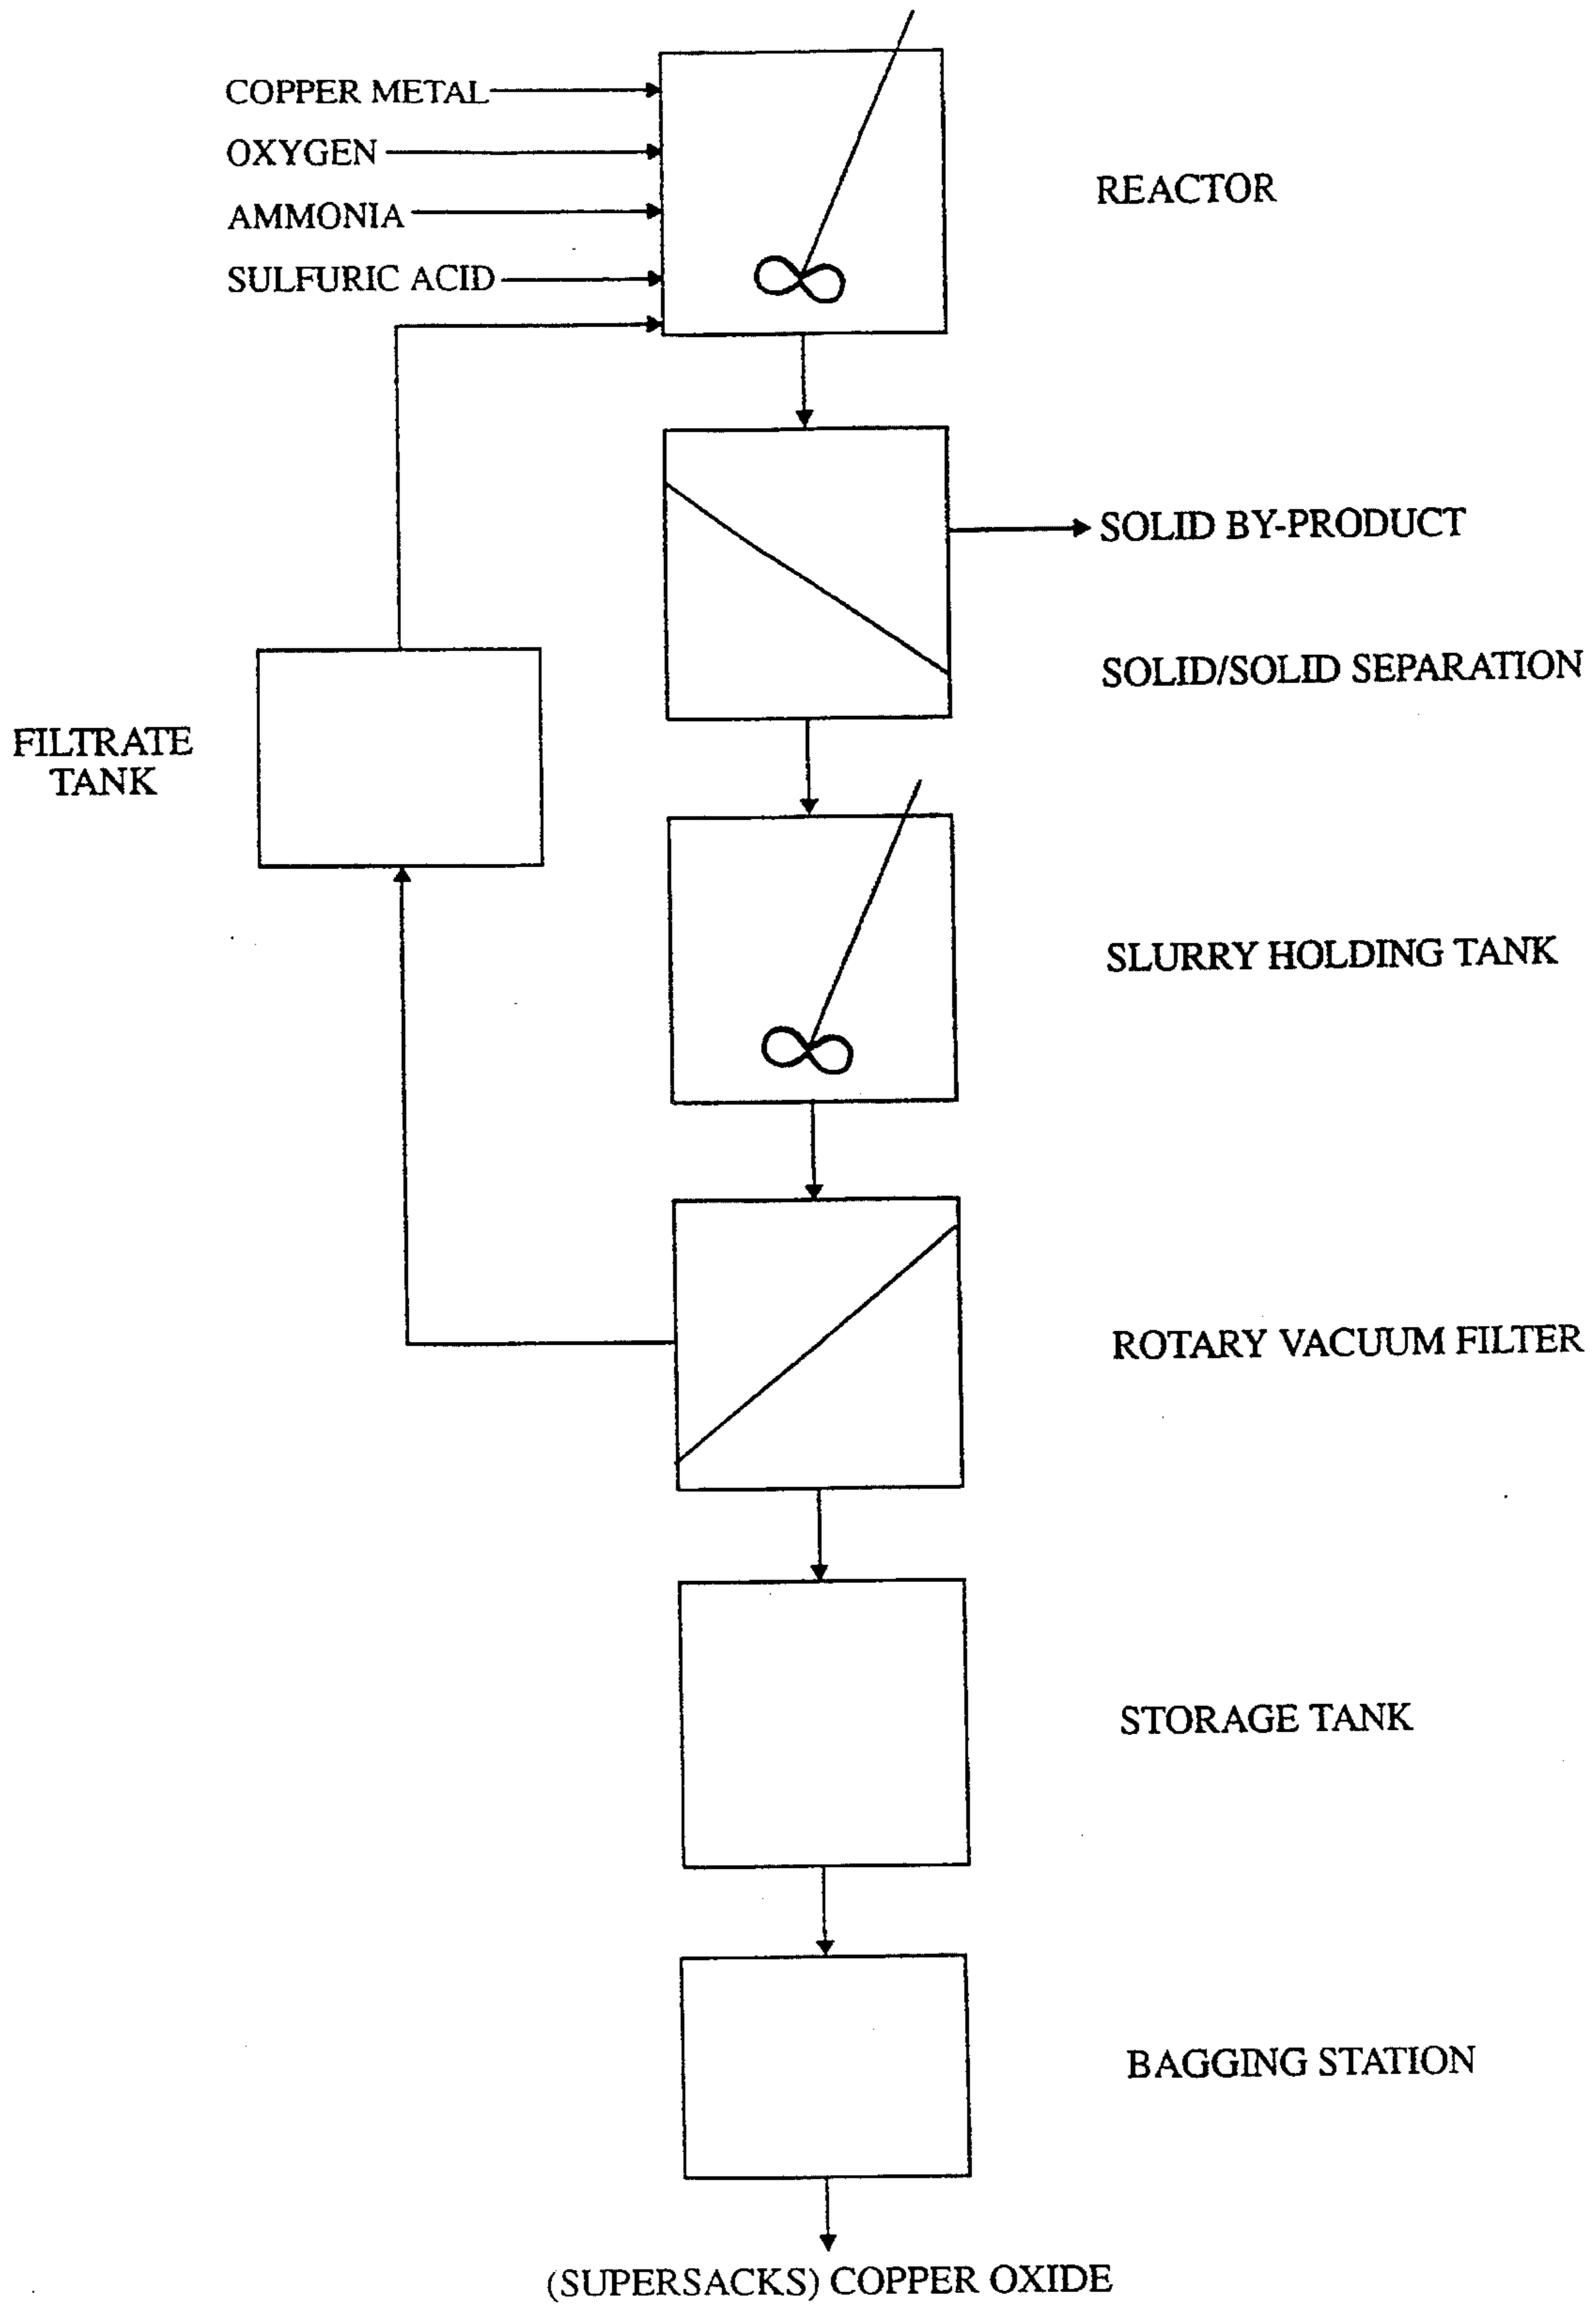 COPPER METAL
OXYGEN
AMMONIA
SULFURIC ACID
REACTOR
SOLID BY-PRODUCT
SOLID/SOLID SEPARATION
FILTRATE
TANK
SLURRY HOLDING TANK
ROTARY VACUUM FILTER
STORAGE TANK
BAGGING STATION
(SUPERSACKS) COPPER OXIDE